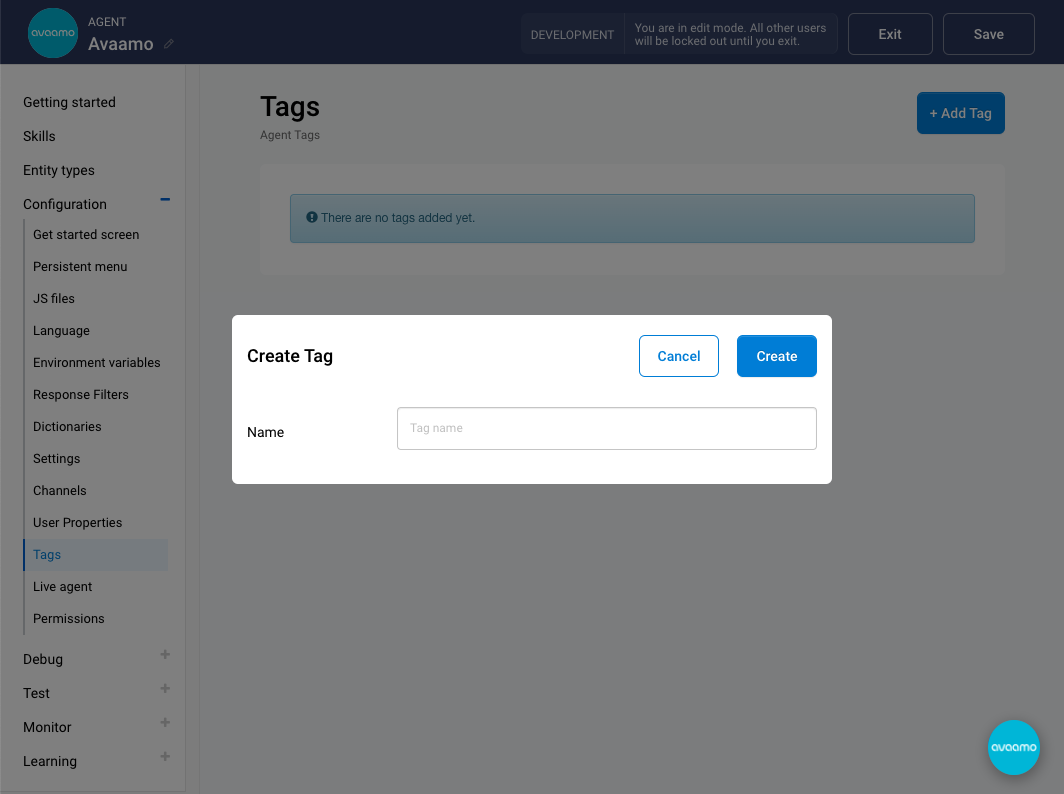 avaamo
AGENT
Avaamo
DEVELOPMENT
You are in edit mode. All other users
will be locked out until you exit.
Exit
Save
Getting started
Skills
Entity types
Configuration
Get started screen
Persistent menu
JS files
Language
Environment variables
Response Filters
Dictionaries
Settings
Channels
User Properties
Tags
Live agent
Permissions
Debug
Test
Monitor
Learning
Tags
Agent Tags
+ Add Tag
There are no tags added yet.
Create Tag
Cancel
Create
Name
Tag name
avaamo